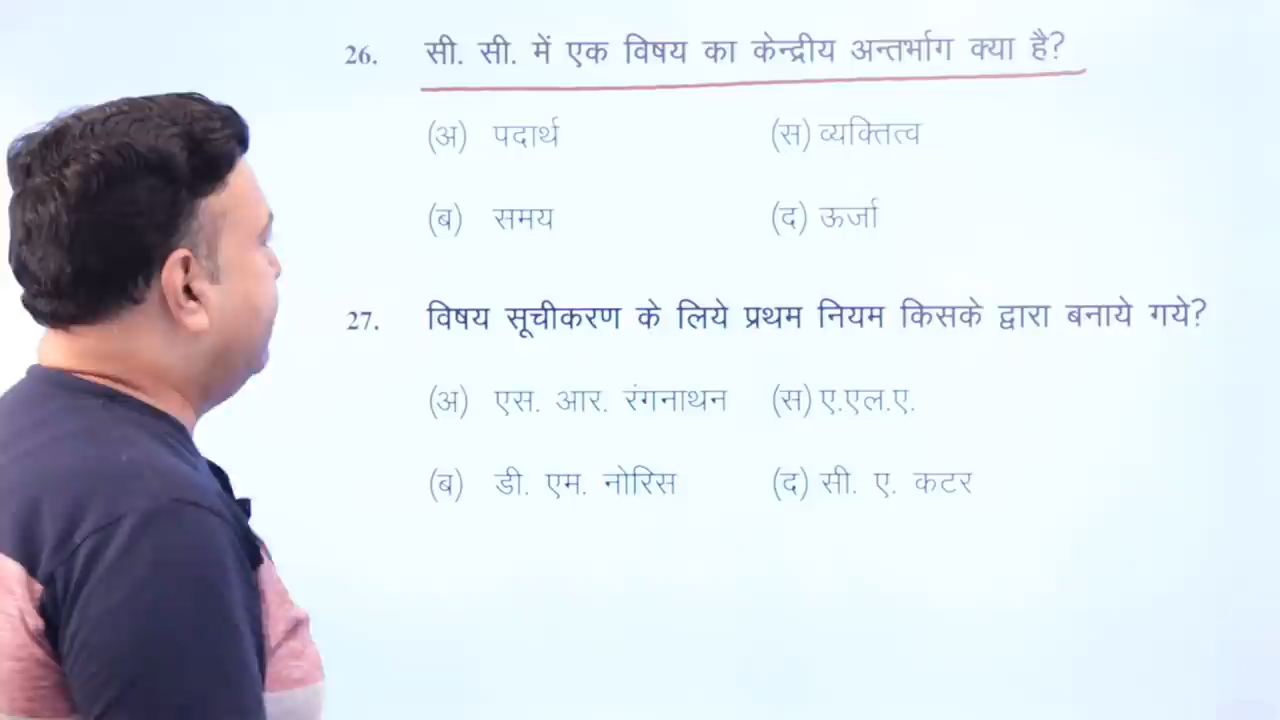 26. सी. सी. में एक विषय का केन्द्रीय अन्तर्भाग क्या है?
(अ) पदार्थ (स) व्यक्तित्व
(ब) समय (द) ऊर्जा
27. विषय सूचीकरण के लिये प्रथम नियम किसके द्वारा बनाये गये?
(अ) एस. आर. रंगनाथन (स) ए.एल.ए.
(ब) डी. एम. नोरिस (द) सी. ए. कटर